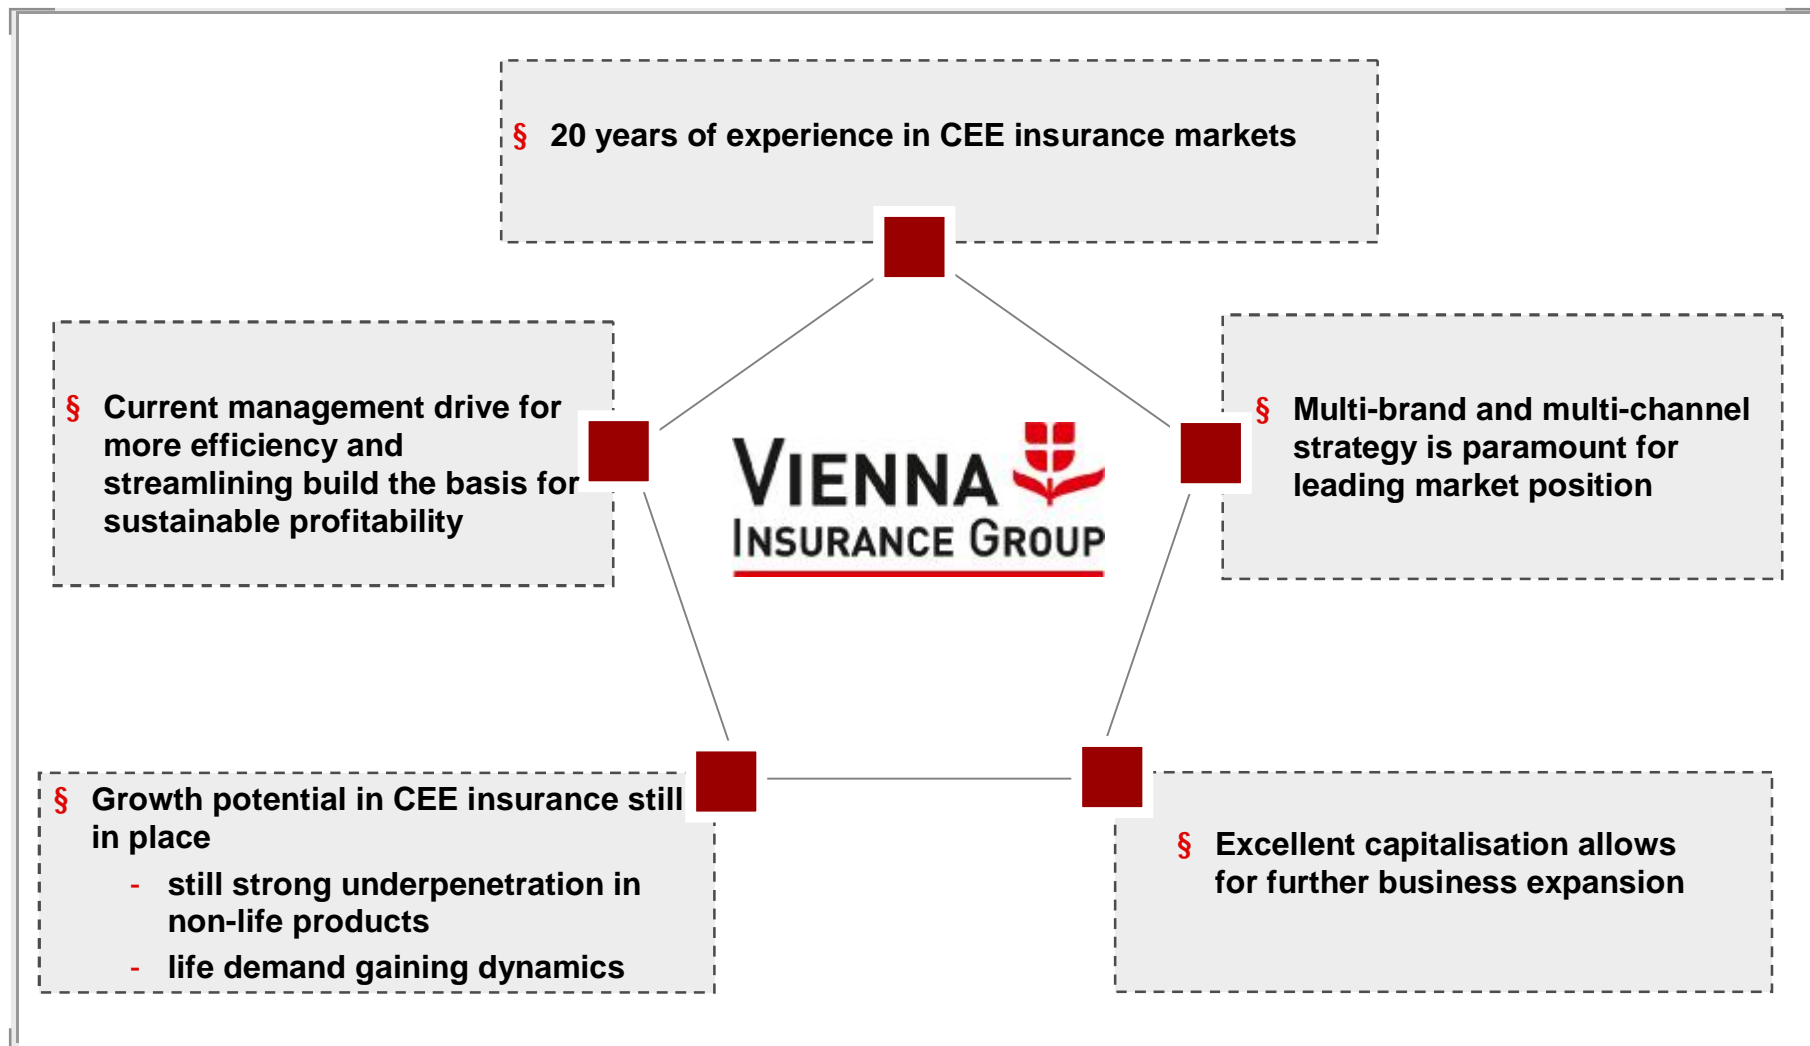 § 20 years of experience in CEE insurance markets
§ Current management drive for
more efficiency and
streamlining build the basis for
sustainable profitability
VIENNA
INSURANCE GROUP
§ Multi-brand and multi-channel
strategy is paramount for
leading market position
§ Growth potential in CEE insurance still
in place
- still strong underpenetration in
non-life products
- life demand gaining dynamics
§ Excellent capitalisation allows
for further business expansion